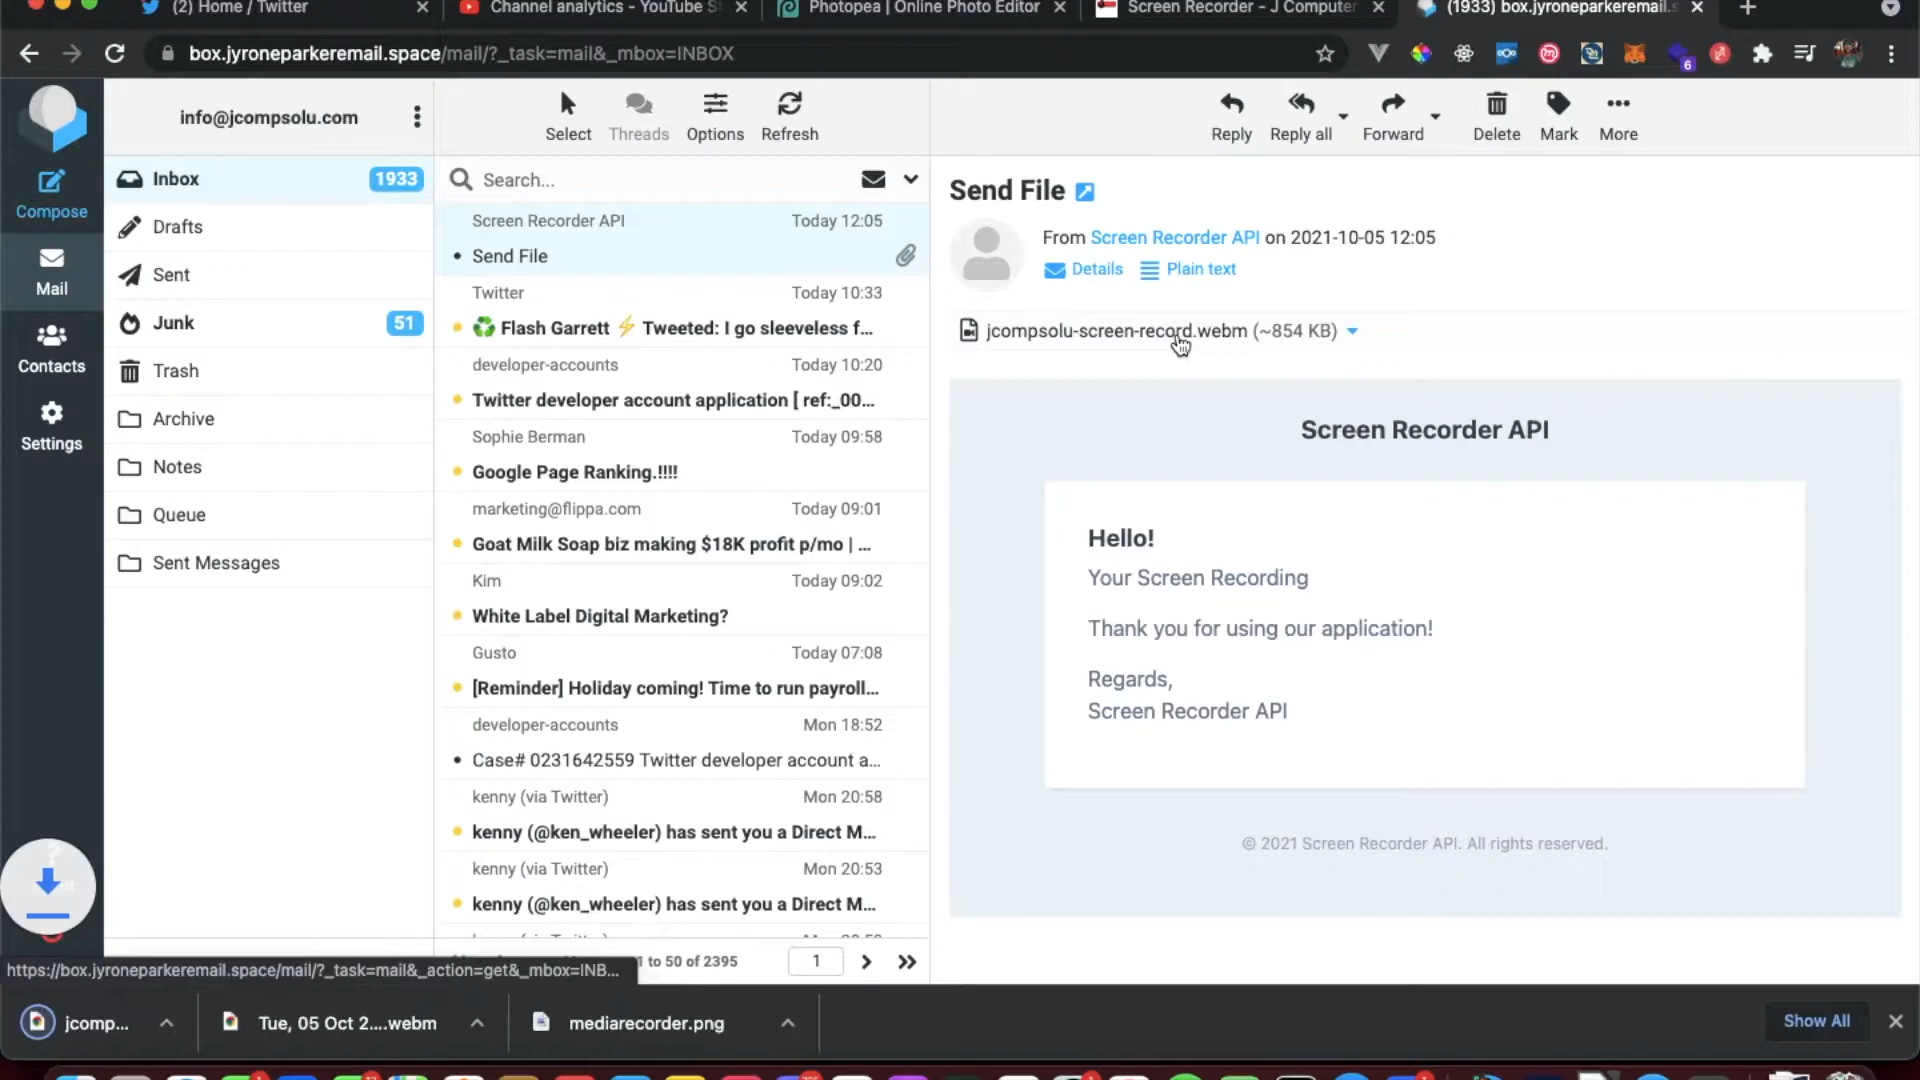 (2) Home / Twitter
Channel analytics - YouTube S
Photopea | Online Photo Editor
Screen Recorder - J Computer
(1933) box.jyroneparkeremail.s
box.jyroneparkeremail.space/mail/?_task=mail&_mbox=INBOX
6
info@jcompsolu.com
Compose
Mail
Contacts
Settings
Inbox 1933
Drafts
Sent
Junk 51
Trash
Archive
Notes
Queue
Sent Messages
Select
Threads
Options
Refresh
Search...
Screen Recorder API Today 12:05
Send File
Twitter Today 10:33
Flash Garrett ⚡ Tweeted: I go sleeveless f...
developer-accounts Today 10:20
Twitter developer account application [ ref:_00...
Sophie Berman Today 09:58
Google Page Ranking.!!!!
marketing@flippa.com Today 09:01
Goat Milk Soap biz making $18K profit p/mo | ...
Kim Today 09:02
White Label Digital Marketing?
Gusto Today 07:08
[Reminder] Holiday coming! Time to run payroll...
developer-accounts Mon 18:52
Case# 0231642559 Twitter developer account a...
kenny (via Twitter) Mon 20:58
kenny (@ken_wheeler) has sent you a Direct M...
kenny (via Twitter) Mon 20:53
kenny (@ken_wheeler) has sent you a Direct M...
1 to 50 of 2395
1
Reply
Reply all
Forward
Delete
Mark
More
Send File
From Screen Recorder API on 2021-10-05 12:05
Details
Plain text
jcompsolu-screen-record.webm (~854 KB)
Screen Recorder API
Hello!
Your Screen Recording
Thank you for using our application!
Regards,
Screen Recorder API
© 2021 Screen Recorder API. All rights reserved.
https://box.jyroneparkeremail.space/mail/?_task=mail&_action=get&_mbox=INB...
jcomp...
Tue, 05 Oct 2....webm
mediarecorder.png
Show All